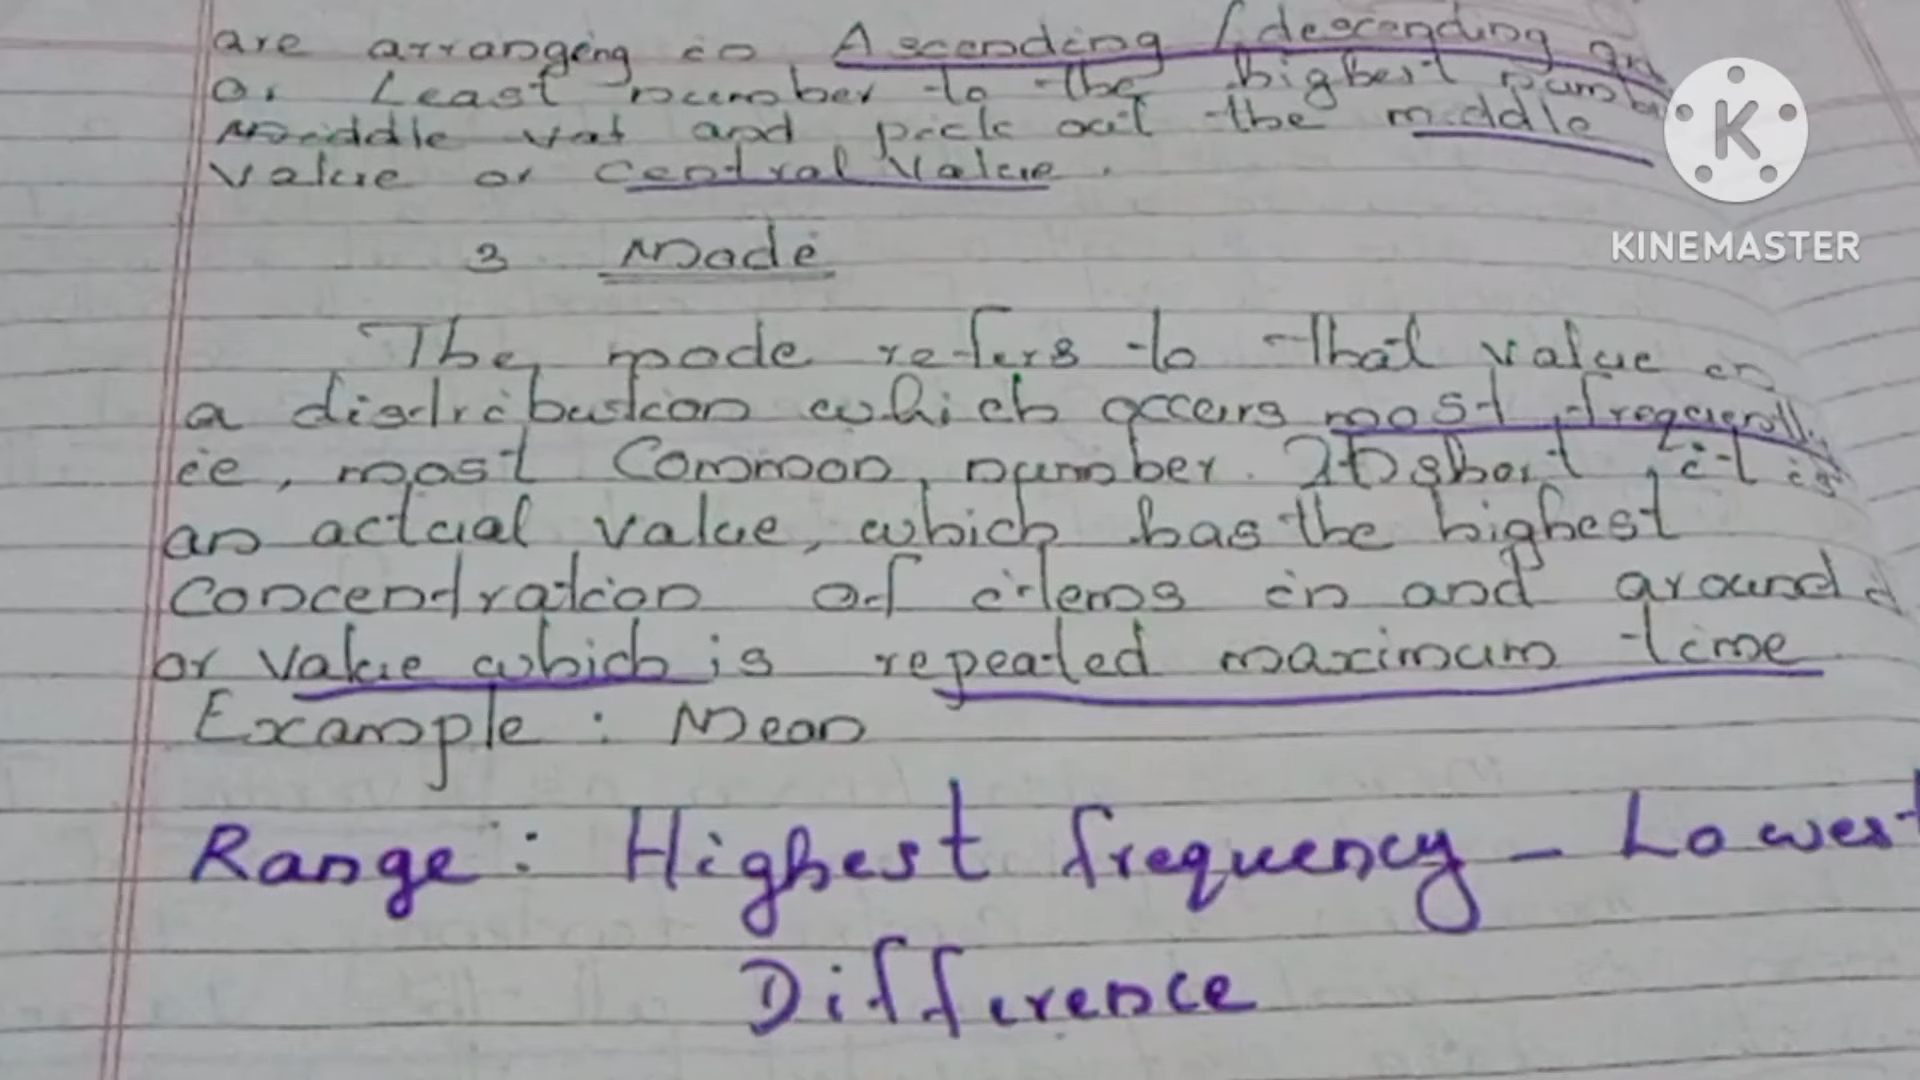 are arranging in Ascending / descending
or Least number to the highest number
middle vat and pick out the middle
value or central value.
3 Mode
The mode refers to that value in
a distribution which occurs most frequently
ie, most Common number. In short, it is
an actual value, which has the highest
Concentration of items in and around
or value which is repeated maximum time
Example: Mean
Range: Highest frequency - Lowest
Difference
K
KINEMASTER